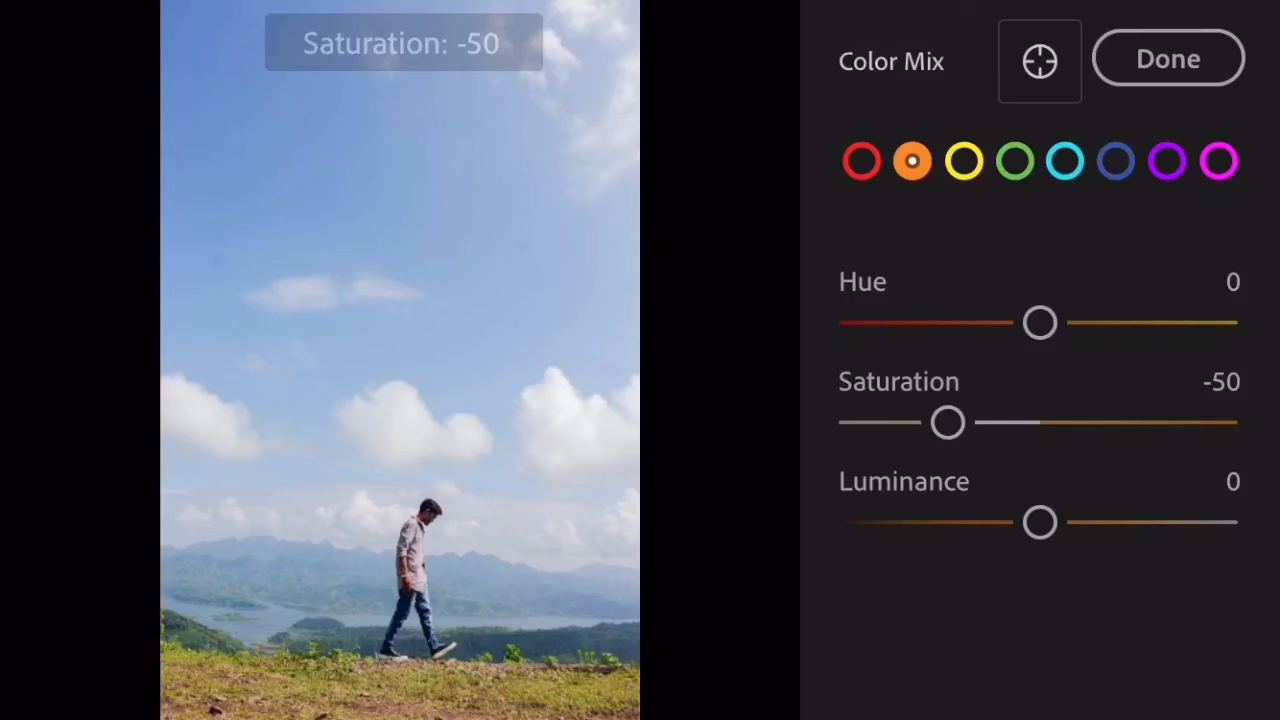 Saturation: -50
Color Mix
Done
Hue 0
Saturation -50
Luminance 0